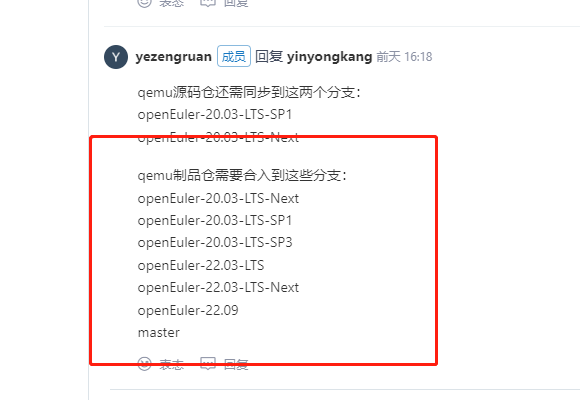 表态 回复
Y yezengruan 成员 回复 yinyongkang 前天 16:18
qemu源码仓还需同步到这两个分支：
openEuler-20.03-LTS-SP1
openEuler-20.03-LTS-Next
qemu制品仓需要合入到这些分支：
openEuler-20.03-LTS-Next
openEuler-20.03-LTS-SP1
openEuler-20.03-LTS-SP3
openEuler-22.03-LTS
openEuler-22.03-LTS-Next
openEuler-22.09
master
表态 回复